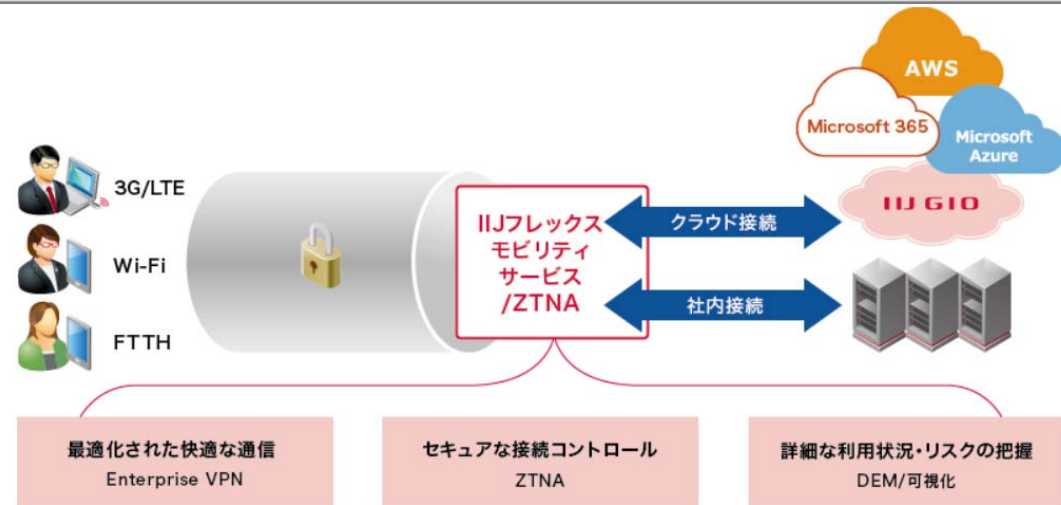 AWS
Microsoft 365
Microsoft
Azure
3G/LTE
Wi-Fi
FTTH
IIJフレックス
モビリティ
サービス
/ZTNA
クラウド接続
社内接続
IIJ GIO
最適化された快適な通信
Enterprise VPN
セキュアな接続コントロール
ZTNA
詳細な利用状況・リスクの把握
DEM/可視化